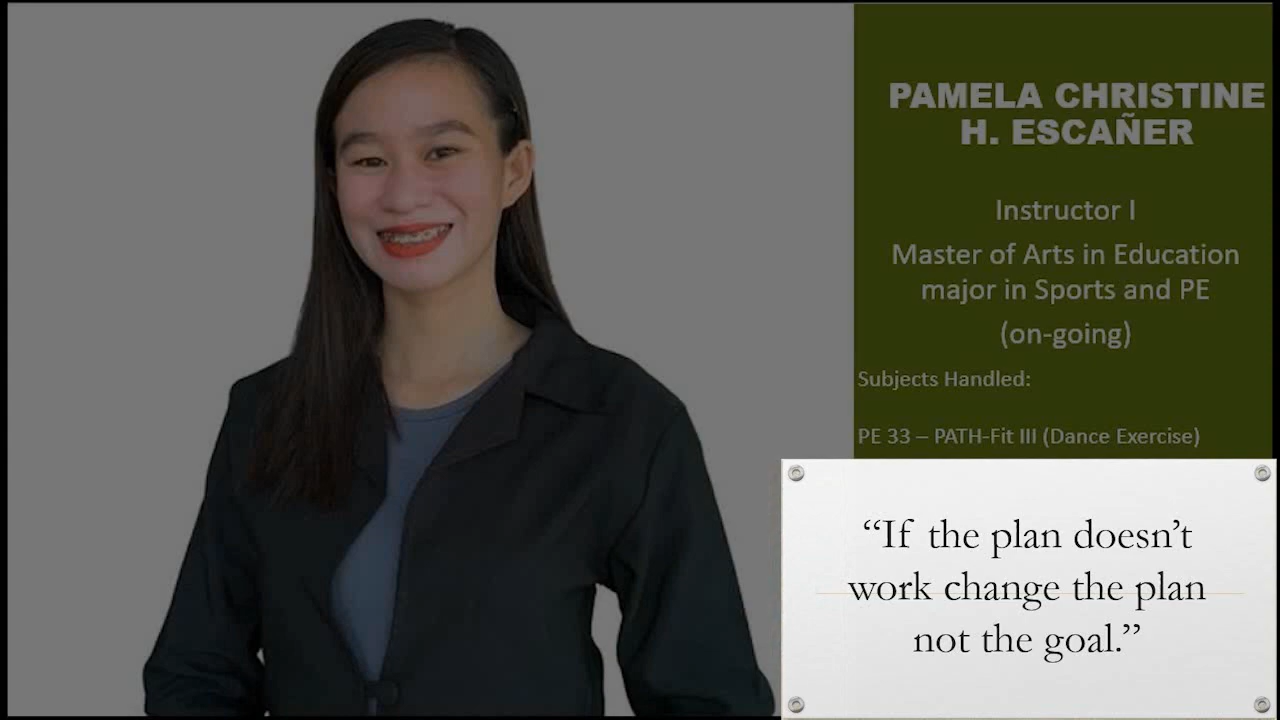 PAMELA CHRISTINE
H. ESCAÑER
Instructor I
Master of Arts in Education
major in Sports and PE
(on-going)
Subjects Handled:
PE 33 – PATH-Fit III (Dance Exercise)
“If the plan doesn’t
work change the plan
not the goal.”